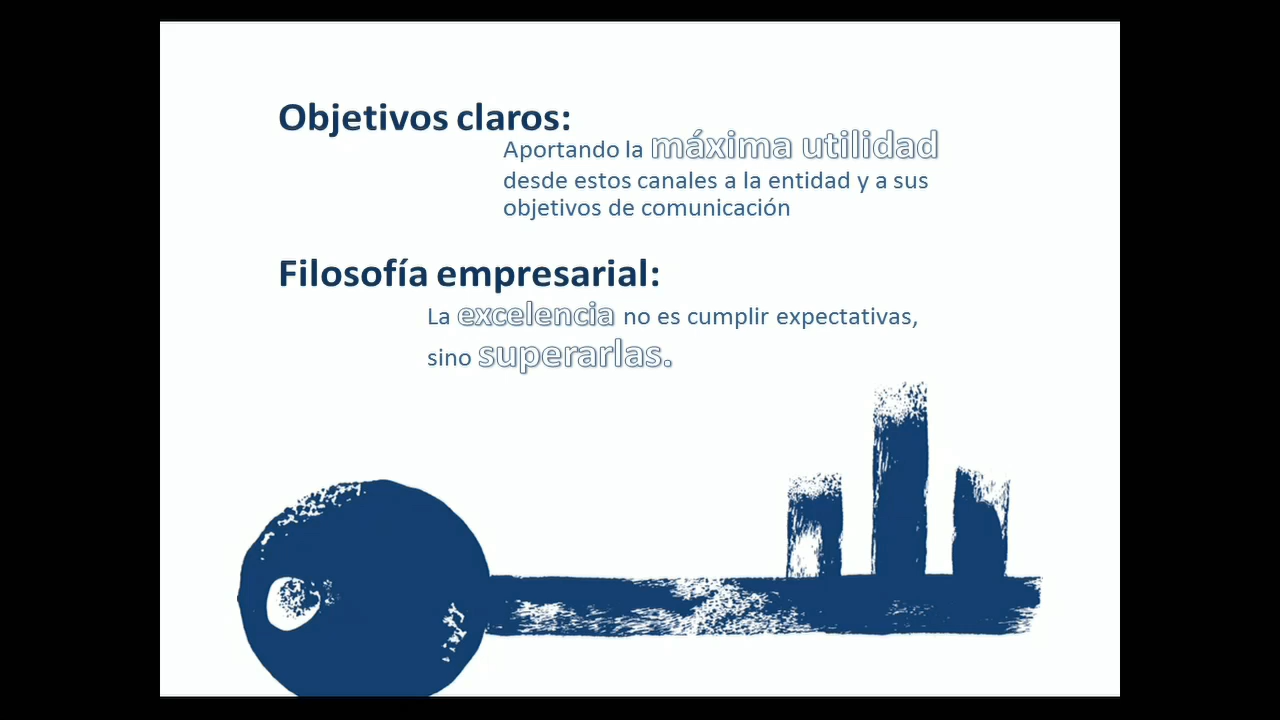 Objetivos claros:
Aportando la máxima utilidad
desde estos canales a la entidad y a sus
objetivos de comunicación
Filosofía empresarial:
La excelencia no es cumplir expectativas,
sino superarlas.